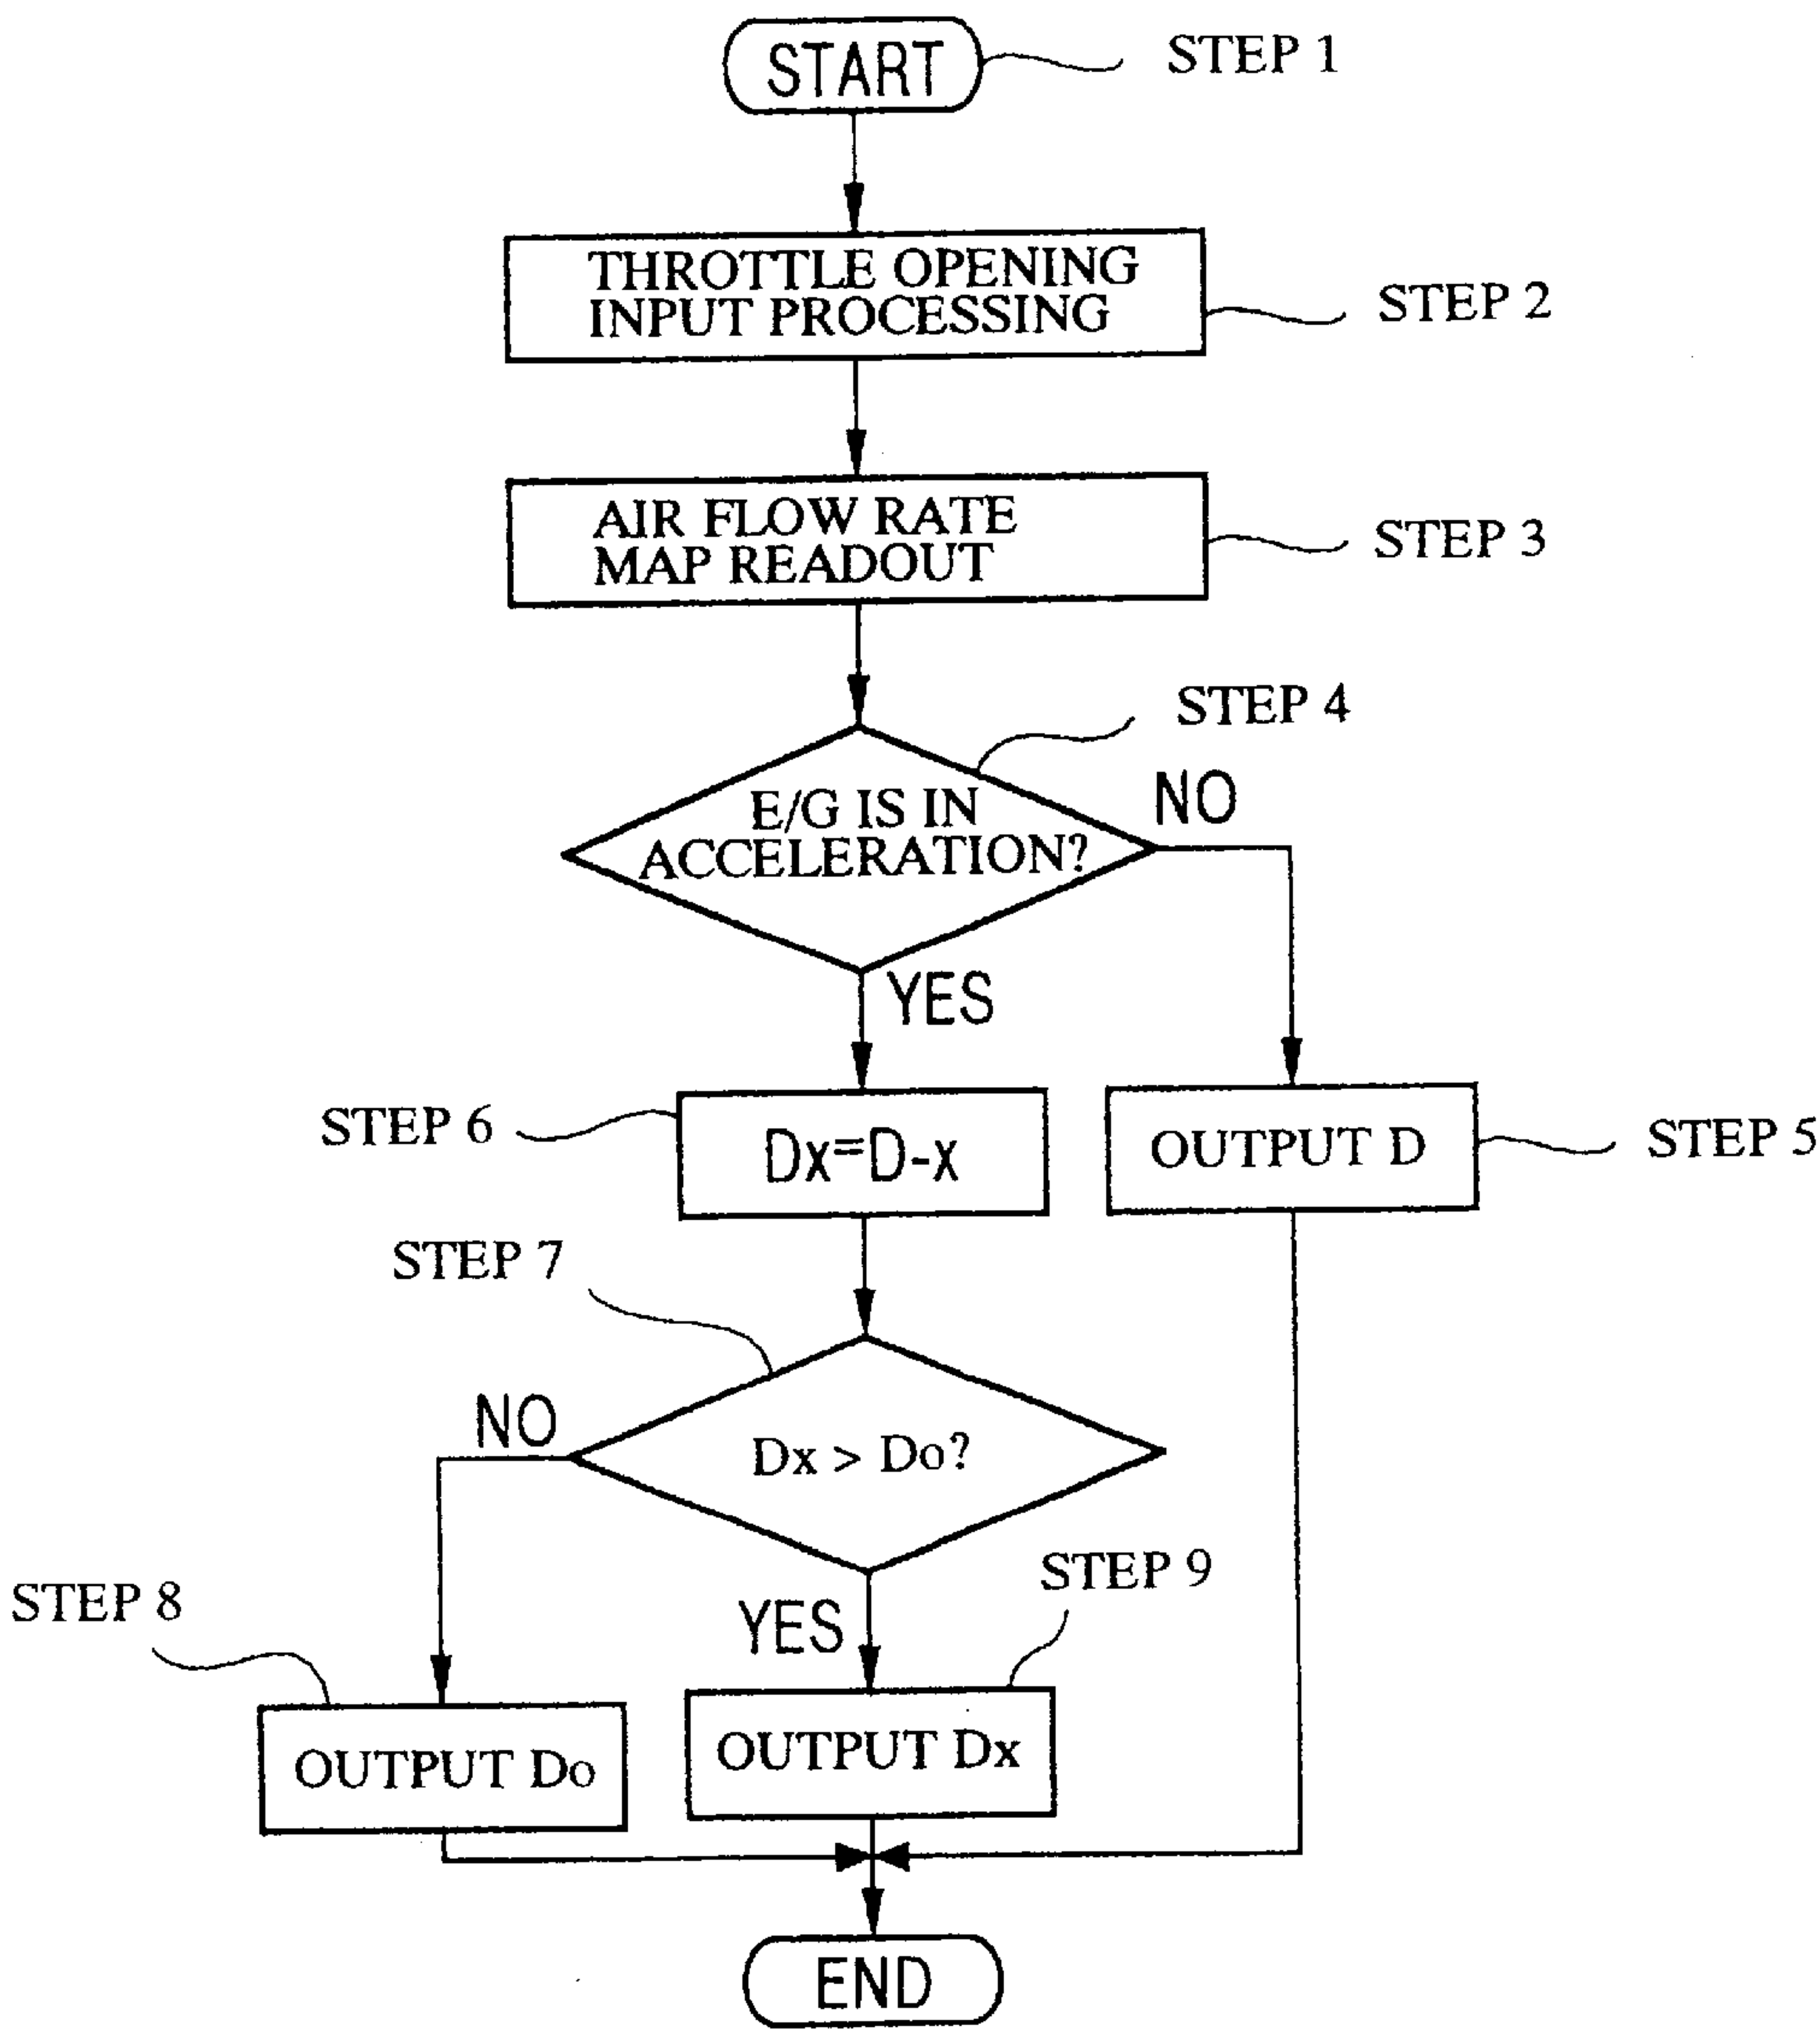 START
STEP 1
THROTTLE OPENING
INPUT PROCESSING
STEP 2
AIR FLOW RATE
MAP READOUT
STEP 3
STEP 4
E/G IS IN
ACCELERATION?
NO
YES
STEP 6
Dx=D-x
OUTPUT D
STEP 5
STEP 7
NO
Dx > Do?
STEP 9
STEP 8
YES
OUTPUT Do
OUTPUT Dx
END